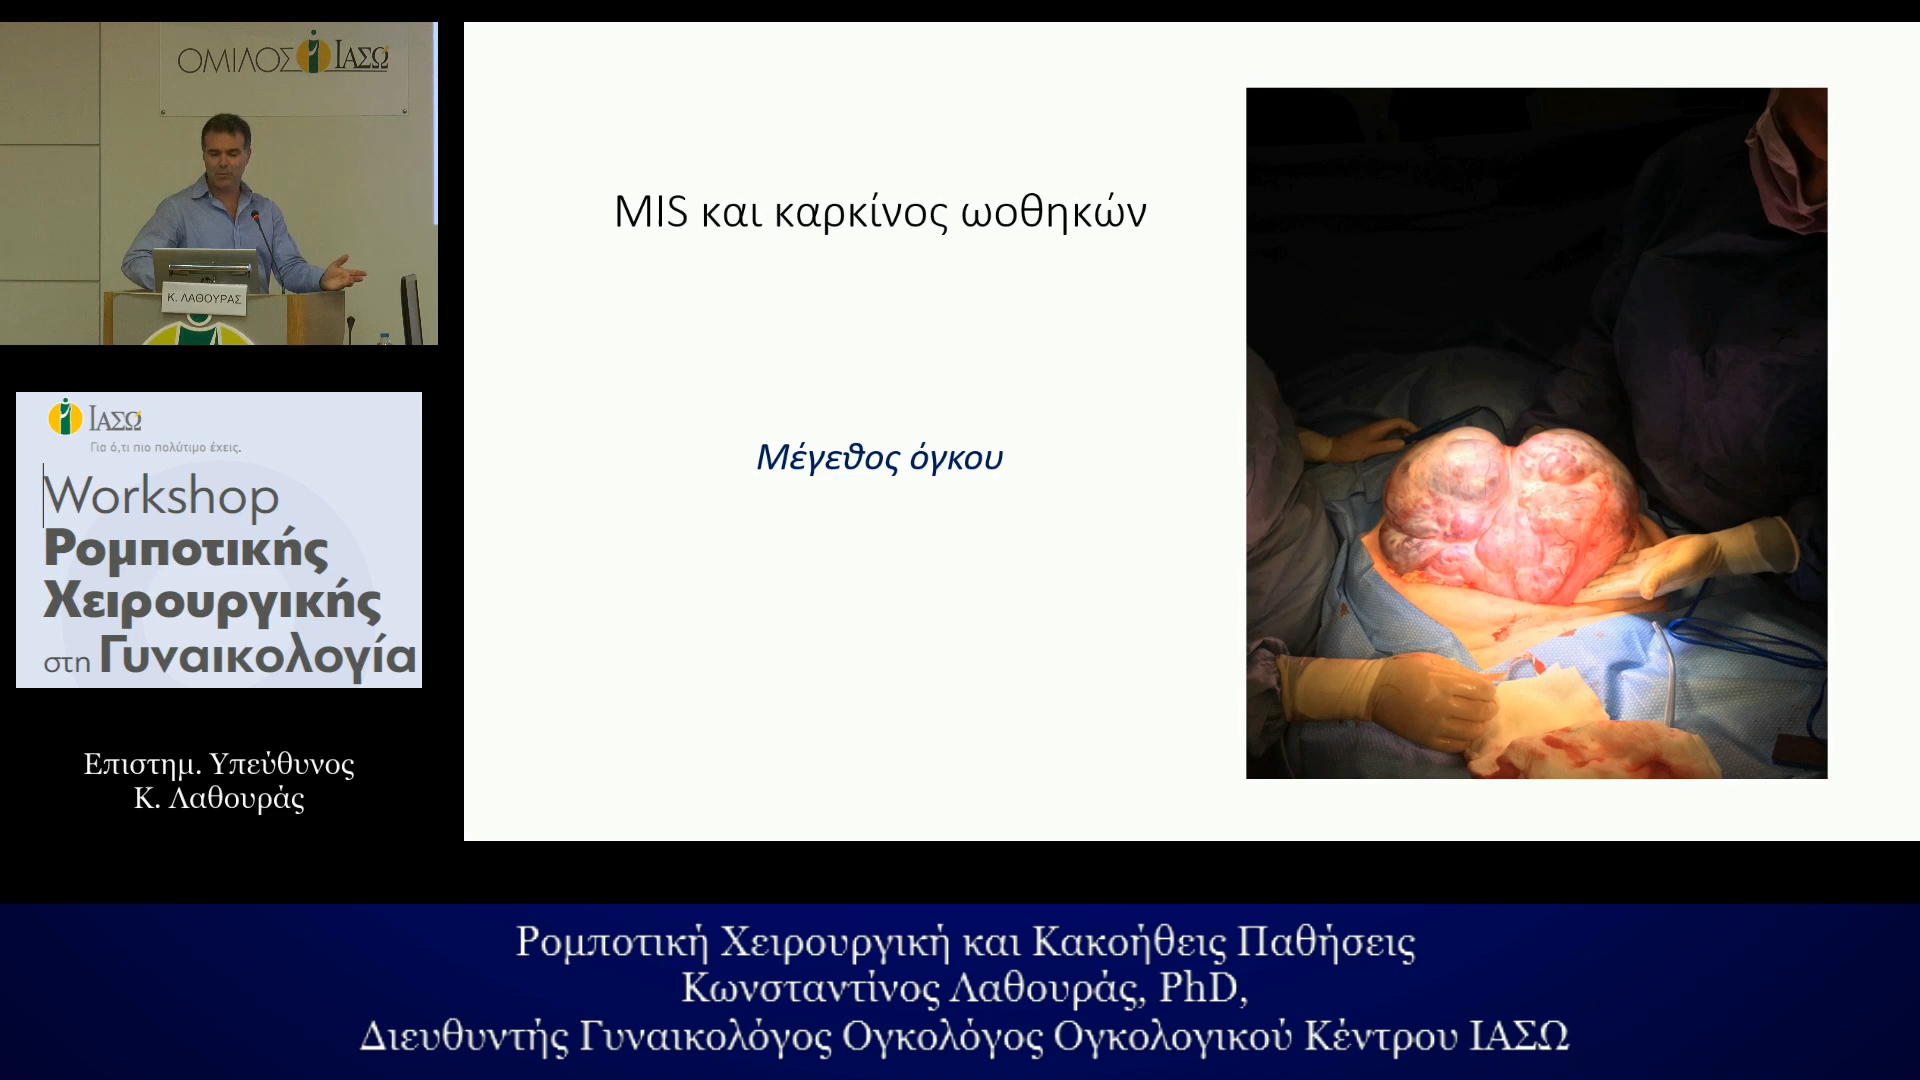 ΟΜΙΛΟΣ ΙΑΣΩ
Κ. ΛΑΘΟΥΡΑΣ
ΙΑΣΩ
Για ό,τι πιο πολύτιμο έχεις.
Workshop
Ρομποτικής
Χειρουργικής
στη Γυναικολογία
Επιστημ. Υπεύθυνος
Κ. Λαθουράς
MIS και καρκίνος ωοθηκών
Μέγεθος όγκου
Ρομποτική Χειρουργική και Κακοήθεις Παθήσεις
Κωνσταντίνος Λαθουράς, PhD,
Διευθυντής Γυναικολόγος Ογκολόγος Ογκολογικού Κέντρου ΙΑΣΩ